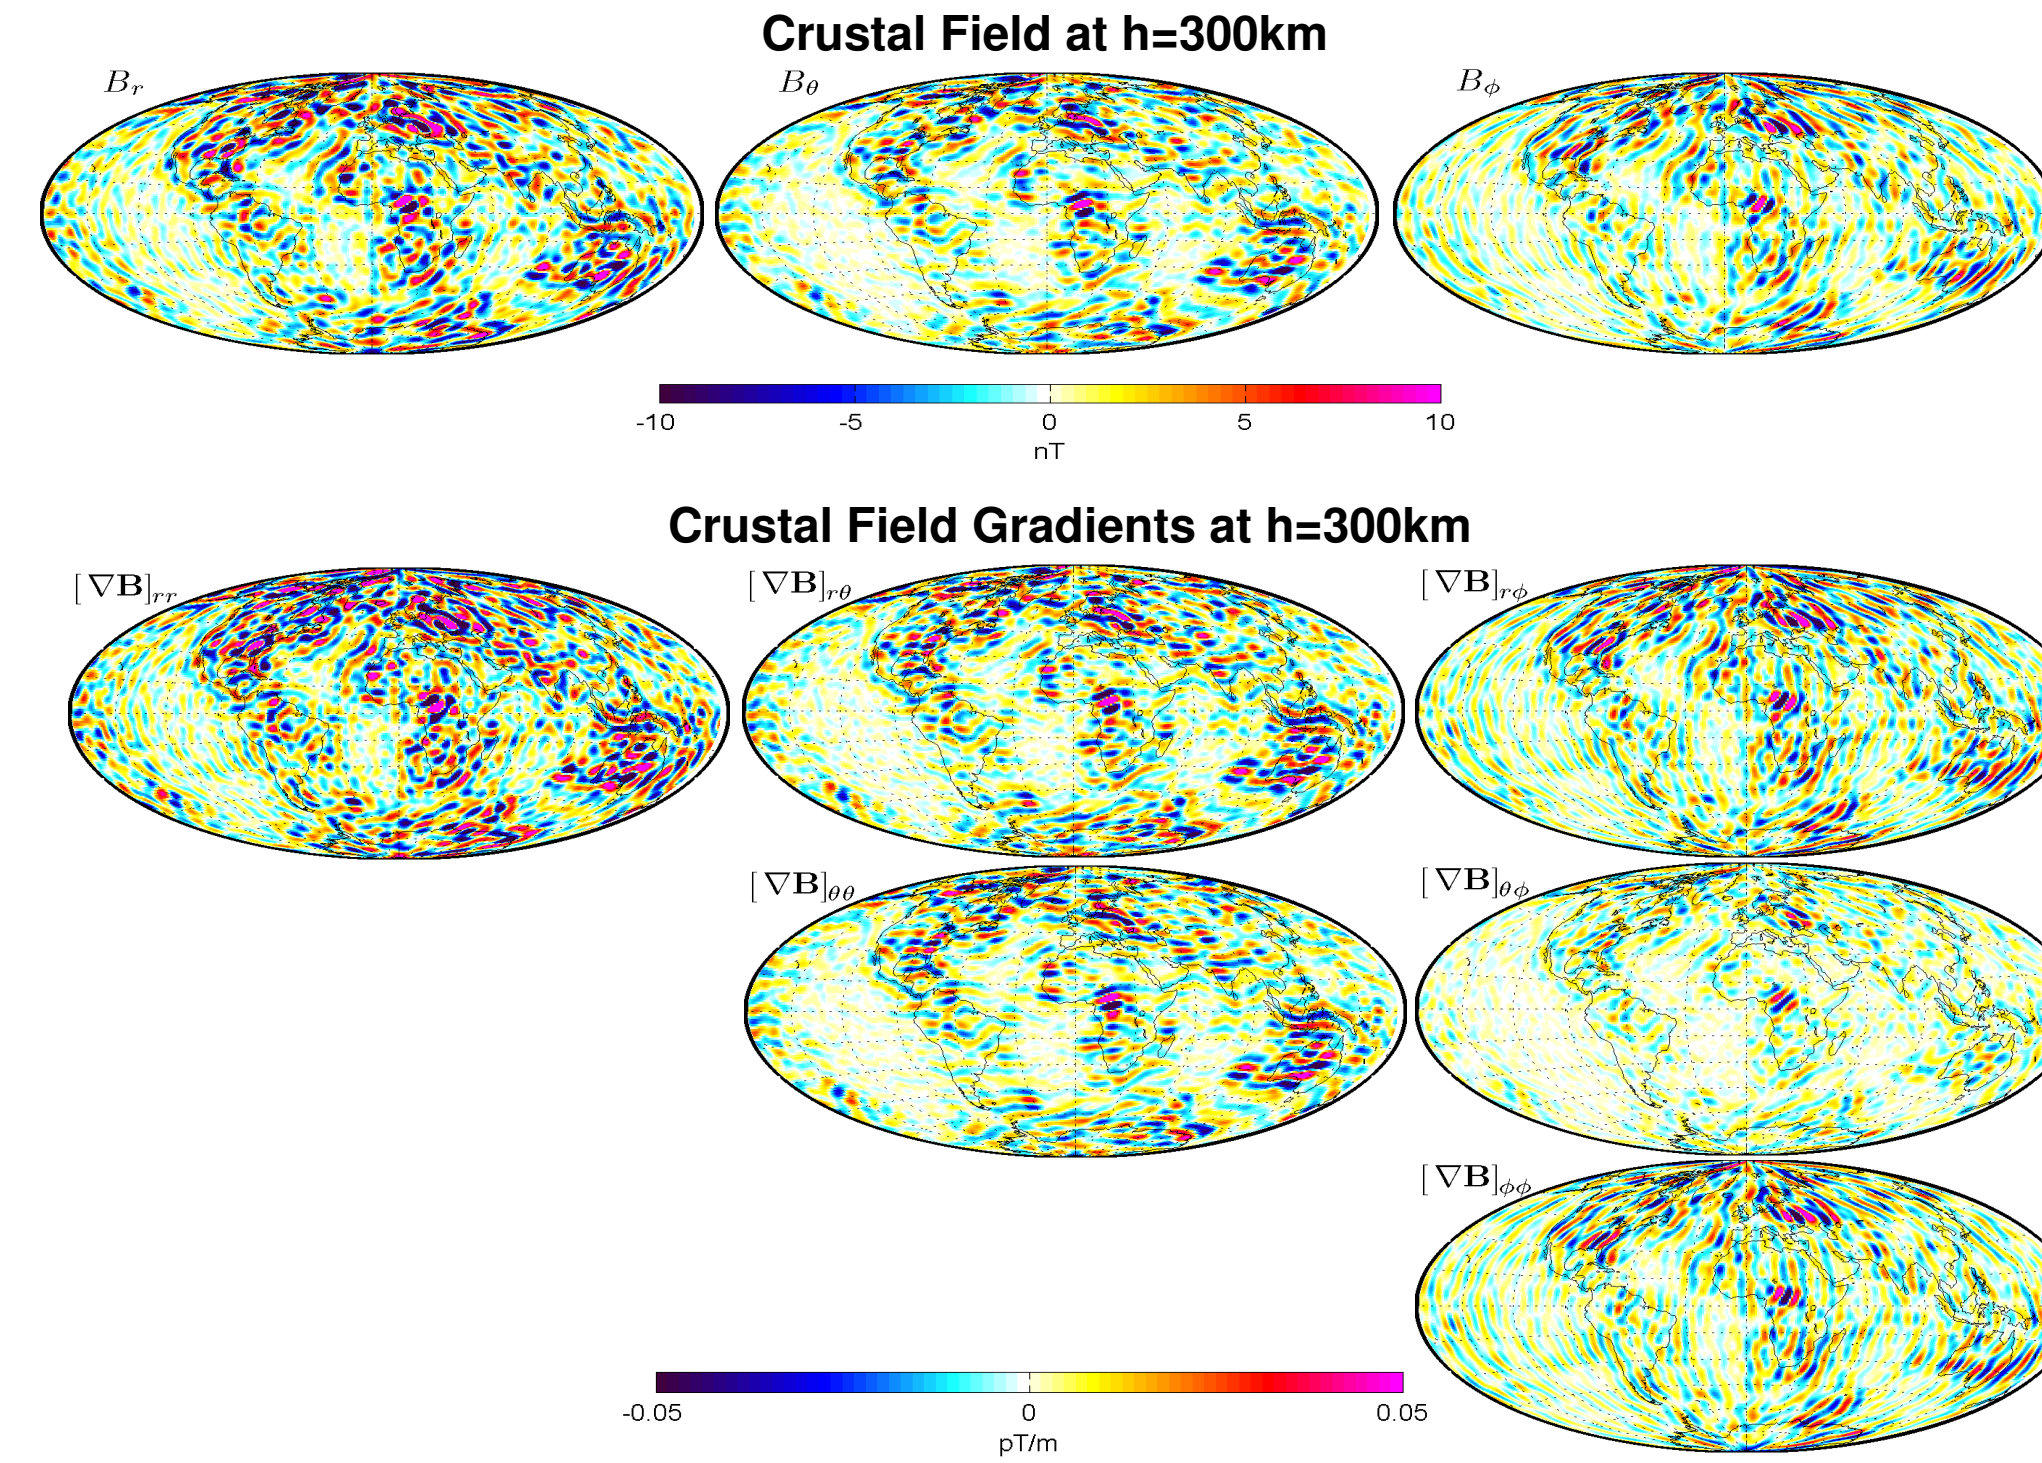 Crustal Field at h=300km
B_r B_θ B_ϕ
-10 -5 0 5 10
nT
Crustal Field Gradients at h=300km
[∇B]_rr [∇B]_rθ [∇B]_rϕ
[∇B]_θθ [∇B]_θϕ
[∇B]_ϕϕ
-0.05 0 0.05
pT/m